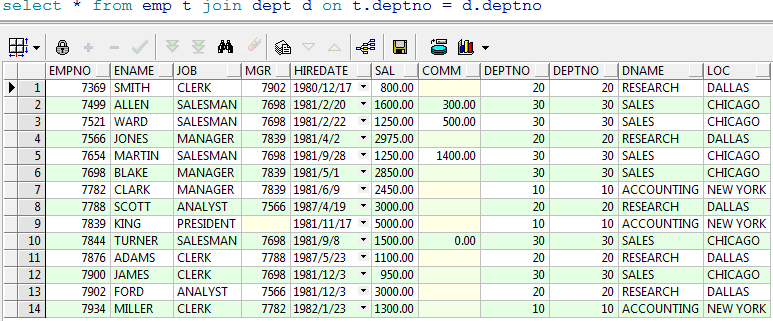 select * from emp t join dept d on t.deptno = d.deptno
EMPNO ENAME JOB MGR HIREDATE SAL COMM DEPTNO DEPTNO DNAME LOC
1 7369 SMITH CLERK 7902 1980/12/17 800.00 20 20 RESEARCH DALLAS
2 7499 ALLEN SALESMAN 7698 1981/2/20 1600.00 300.00 30 30 SALES CHICAGO
3 7521 WARD SALESMAN 7698 1981/2/22 1250.00 500.00 30 30 SALES CHICAGO
4 7566 JONES MANAGER 7839 1981/4/2 2975.00 20 20 RESEARCH DALLAS
5 7654 MARTIN SALESMAN 7698 1981/9/28 1250.00 1400.00 30 30 SALES CHICAGO
6 7698 BLAKE MANAGER 7839 1981/5/1 2850.00 30 30 SALES CHICAGO
7 7782 CLARK MANAGER 7839 1981/6/9 2450.00 10 10 ACCOUNTING NEW YORK
8 7788 SCOTT ANALYST 7566 1987/4/19 3000.00 20 20 RESEARCH DALLAS
9 7839 KING PRESIDENT 1981/11/17 5000.00 10 10 ACCOUNTING NEW YORK
10 7844 TURNER SALESMAN 7698 1981/9/8 1500.00 0.00 30 30 SALES CHICAGO
11 7876 ADAMS CLERK 7788 1987/5/23 1100.00 20 20 RESEARCH DALLAS
12 7900 JAMES CLERK 7698 1981/12/3 950.00 30 30 SALES CHICAGO
13 7902 FORD ANALYST 7566 1981/12/3 3000.00 20 20 RESEARCH DALLAS
14 7934 MILLER CLERK 7782 1982/1/23 1300.00 10 10 ACCOUNTING NEW YORK